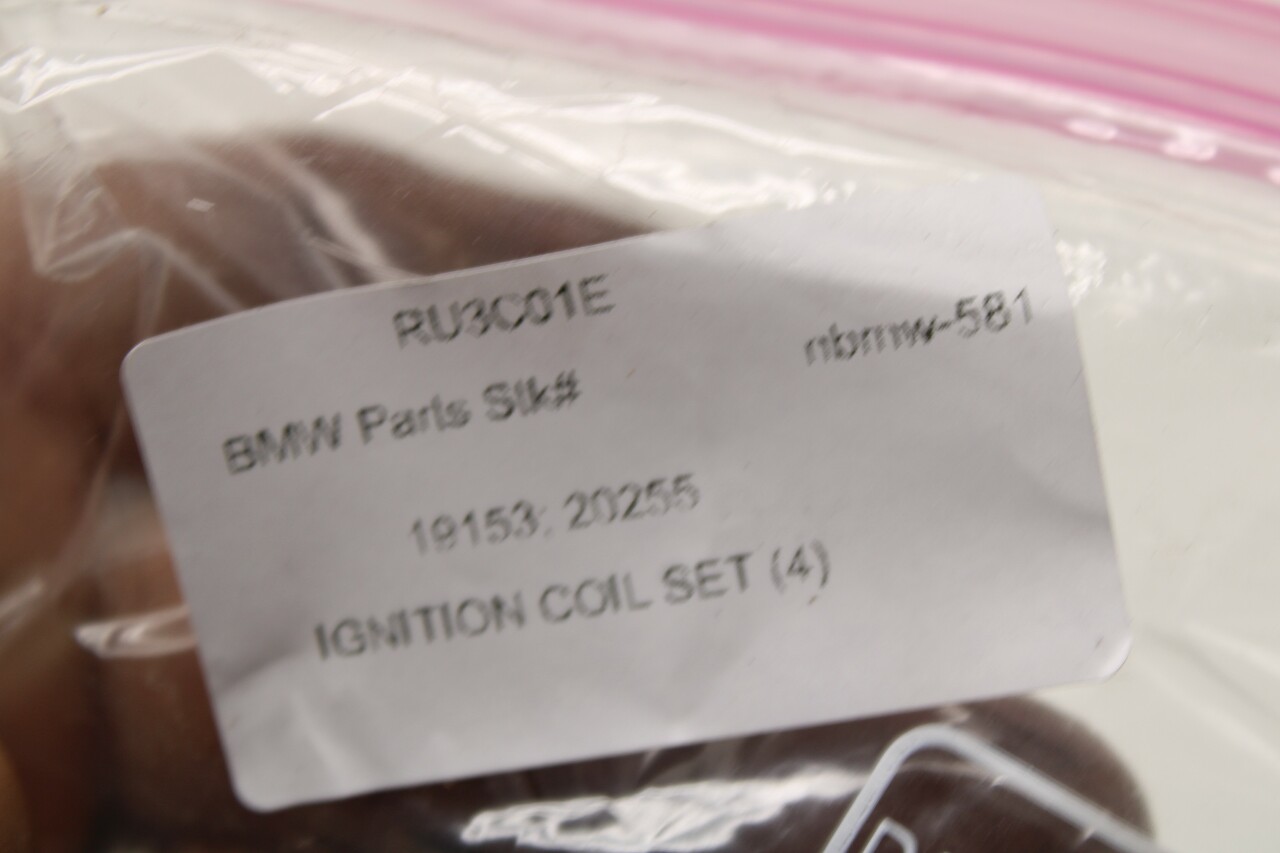 RU3C01E
nbmw-581
BMW Parts Stk#
19153: 20255
IGNITION COIL SET (4)